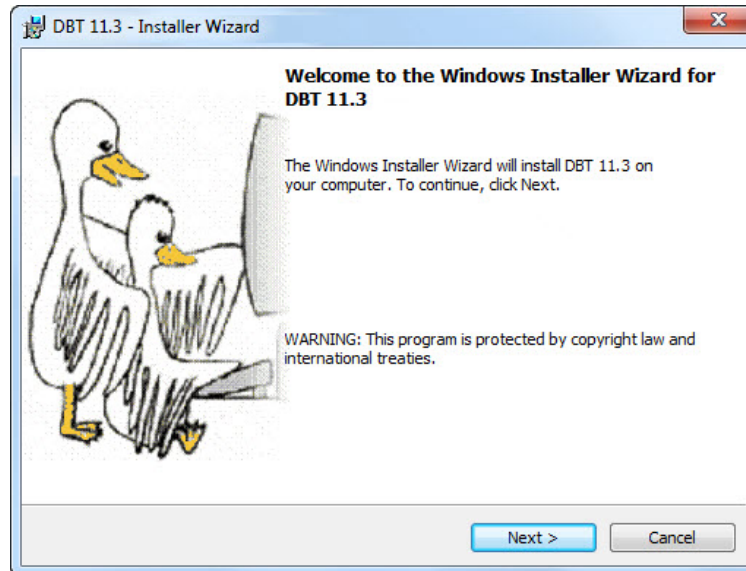 DBT 11.3 - Installer Wizard
Welcome to the Windows Installer Wizard for
DBT 11.3
The Windows Installer Wizard will install DBT 11.3 on
your computer. To continue, click Next.
WARNING: This program is protected by copyright law and
international treaties.
Next >
Cancel